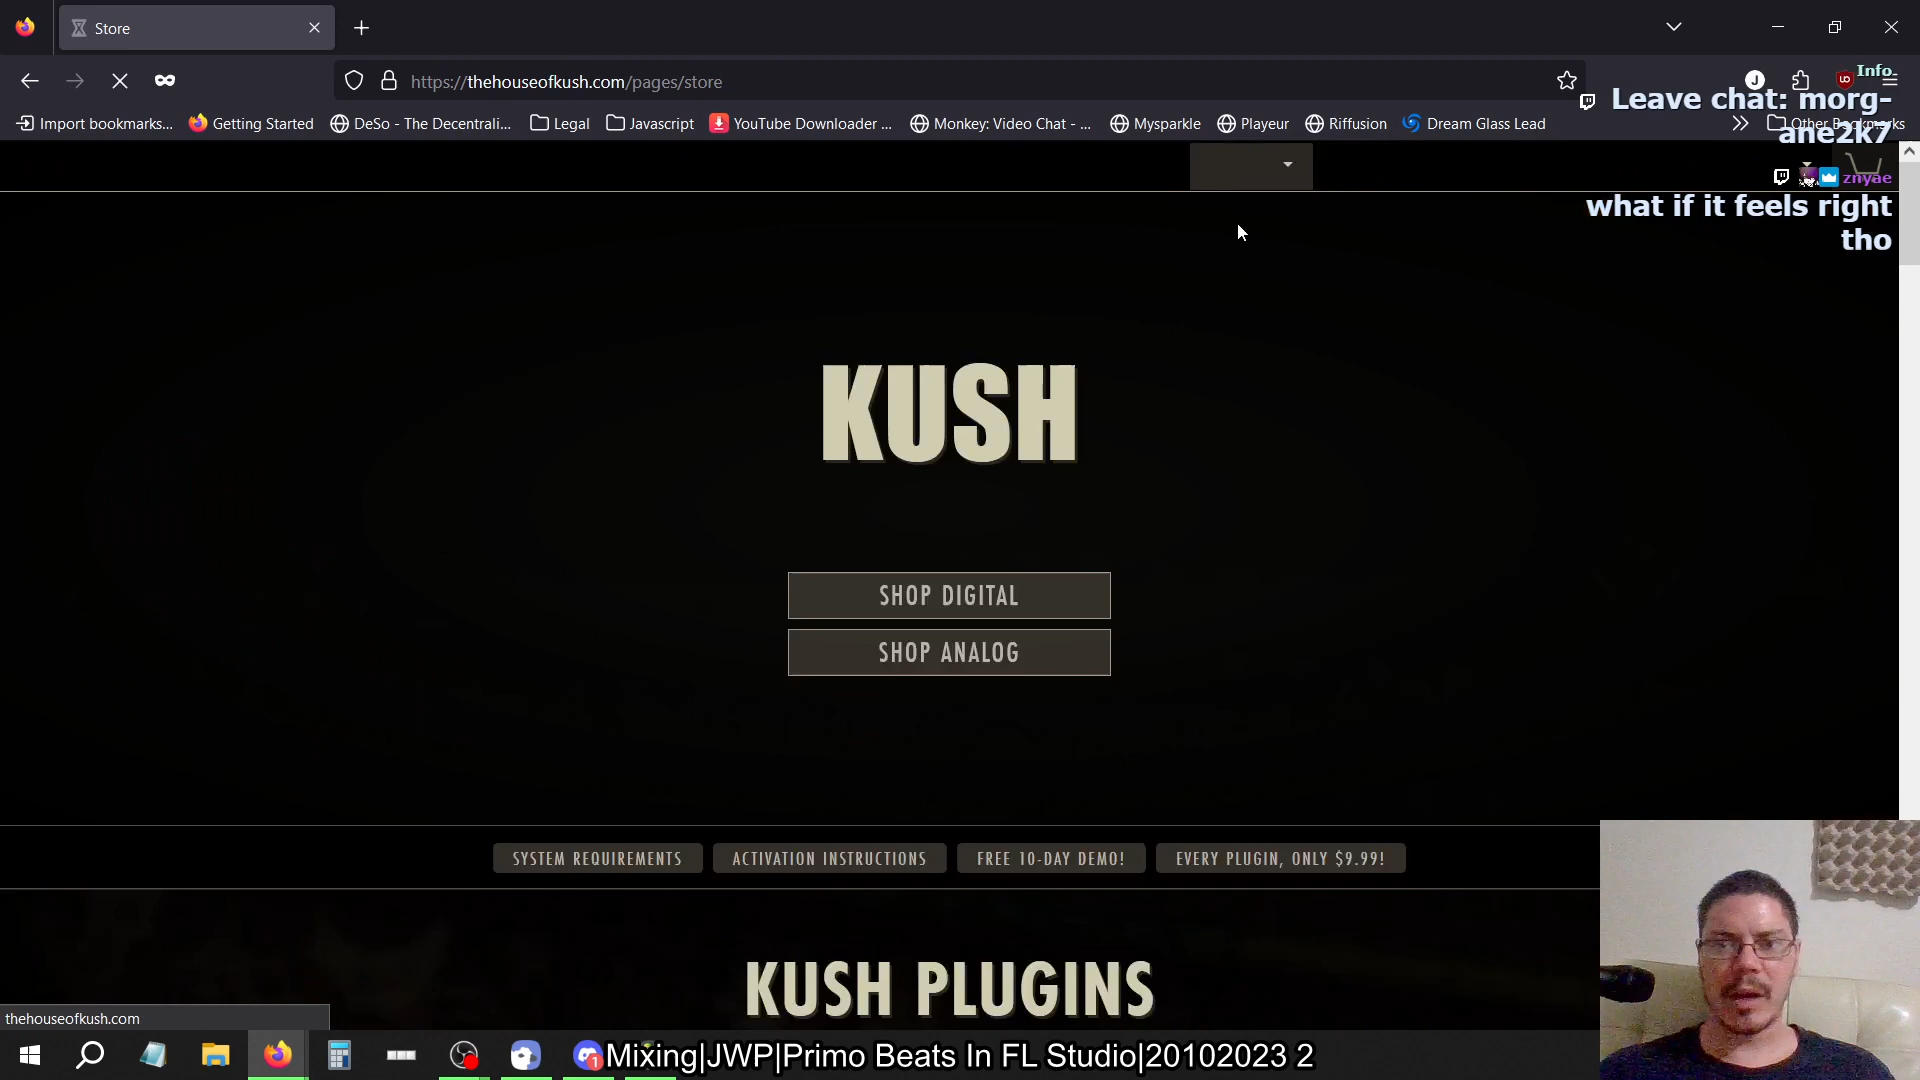 Store
https://thehouseofkush.com/pages/store
Info
Import bookmarks...
Getting Started
DeSo - The Decentrali...
Legal
Javascript
YouTube Downloader ...
Monkey: Video Chat - ...
Mysparkle
Playeur
Riffusion
Dream Glass Lead
Other Bookmarks
Leave chat: morg-
ane2k7
znyae
what if it feels right
tho
KUSH
SHOP DIGITAL
SHOP ANALOG
SYSTEM REQUIREMENTS
ACTIVATION INSTRUCTIONS
FREE 10-DAY DEMO!
EVERY PLUGIN, ONLY $9.99!
KUSH PLUGINS
thehouseofkush.com
Mixing|JWP|Primo Beats In FL Studio|20102023 2